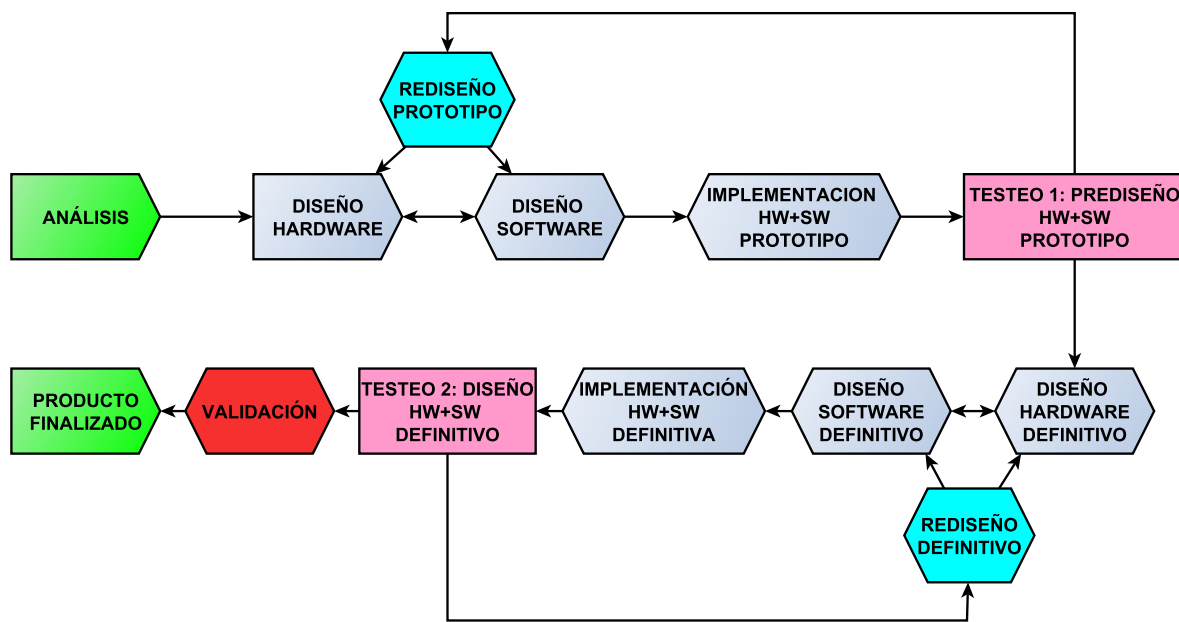 REDISEÑO
PROTOTIPO
ANÁLISIS
DISEÑO
HARDWARE
DISEÑO
SOFTWARE
IMPLEMENTACION
HW+SW
PROTOTIPO
TESTEO 1: PREDISEÑO
HW+SW
PROTOTIPO
PRODUCTO
FINALIZADO
VALIDACIÓN
TESTEO 2: DISEÑO
HW+SW
DEFINITIVO
IMPLEMENTACIÓN
HW+SW
DEFINITIVA
DISEÑO
SOFTWARE
DEFINITIVO
DISEÑO
HARDWARE
DEFINITIVO
REDISEÑO
DEFINITIVO